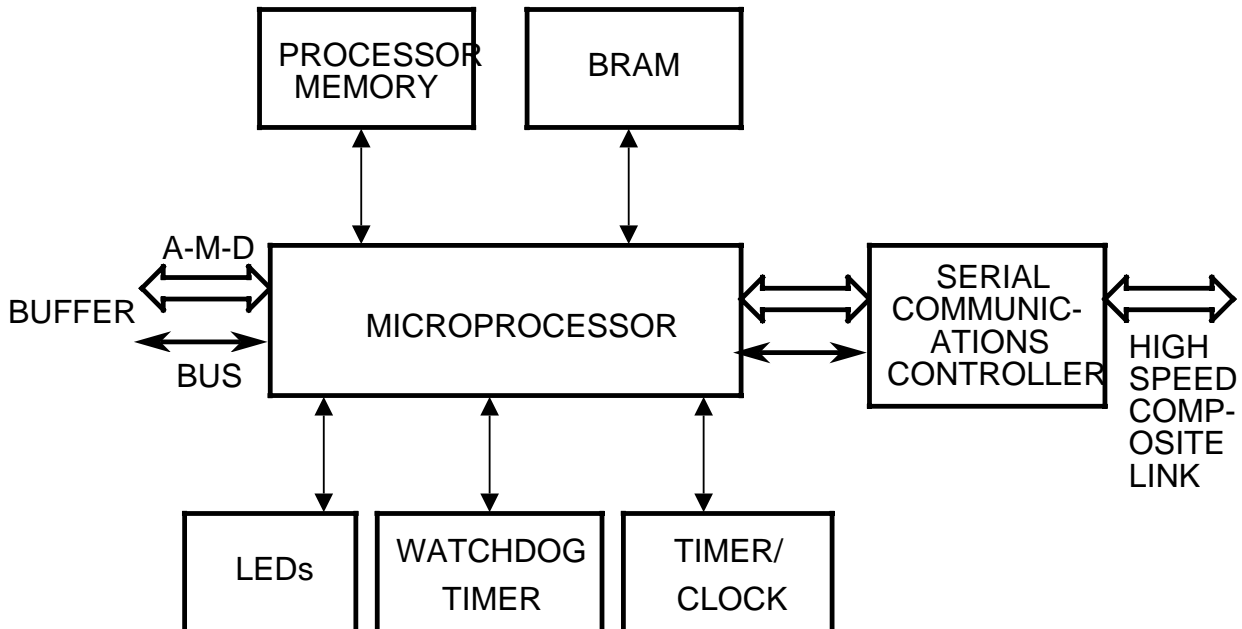 PROCESSOR
MEMORY
BRAM
A-M-D
BUFFER
BUS
MICROPROCESSOR
SERIAL
COMMUNIC-
ATIONS
CONTROLLER
HIGH
SPEED
COMP-
OSITE
LINK
LEDs
WATCHDOG
TIMER
TIMER/
CLOCK